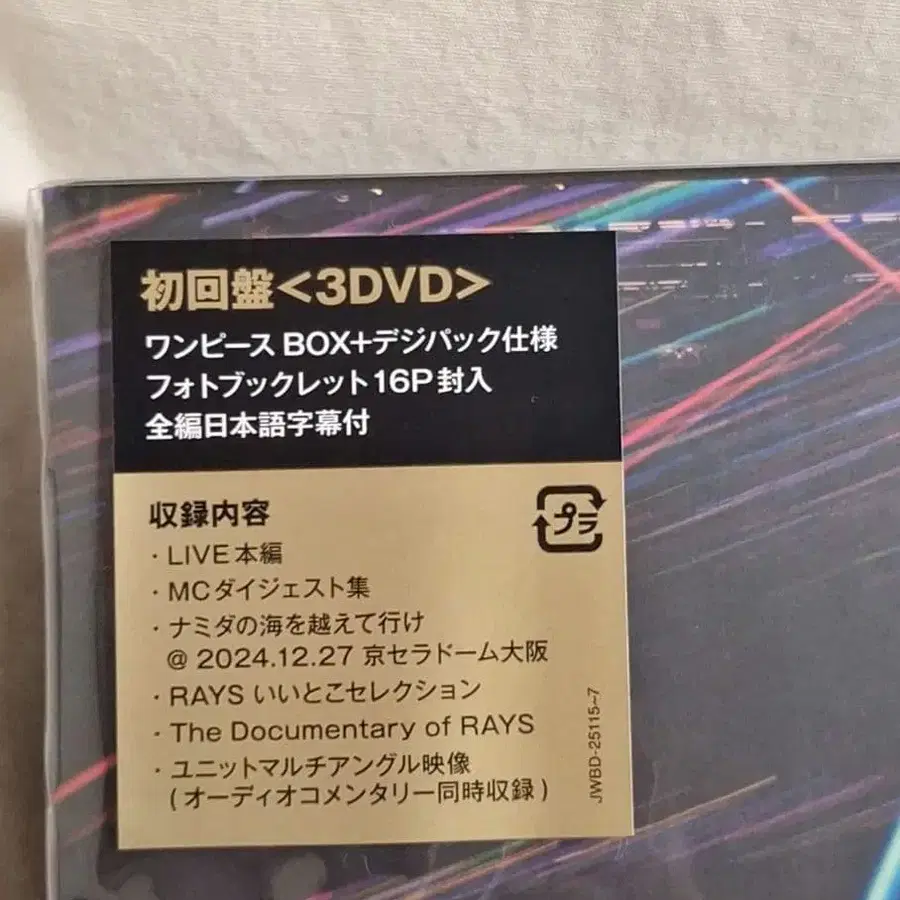 初回盤<3DVD>
ワンピース BOX+デジパック仕様
フォトブックレット16P封入
全編日本語字幕付
収録内容
プラ
・LIVE本編
・MCダイジェスト集
・ナミダの海を越えて行け
@ 2024.12.27 京セラドーム大阪
・RAYS いいとこセレクション
・The Documentary of RAYS
・ユニットマルチアングル映像
(オーディオコメンタリー同時収録)
JWBD-25115~7